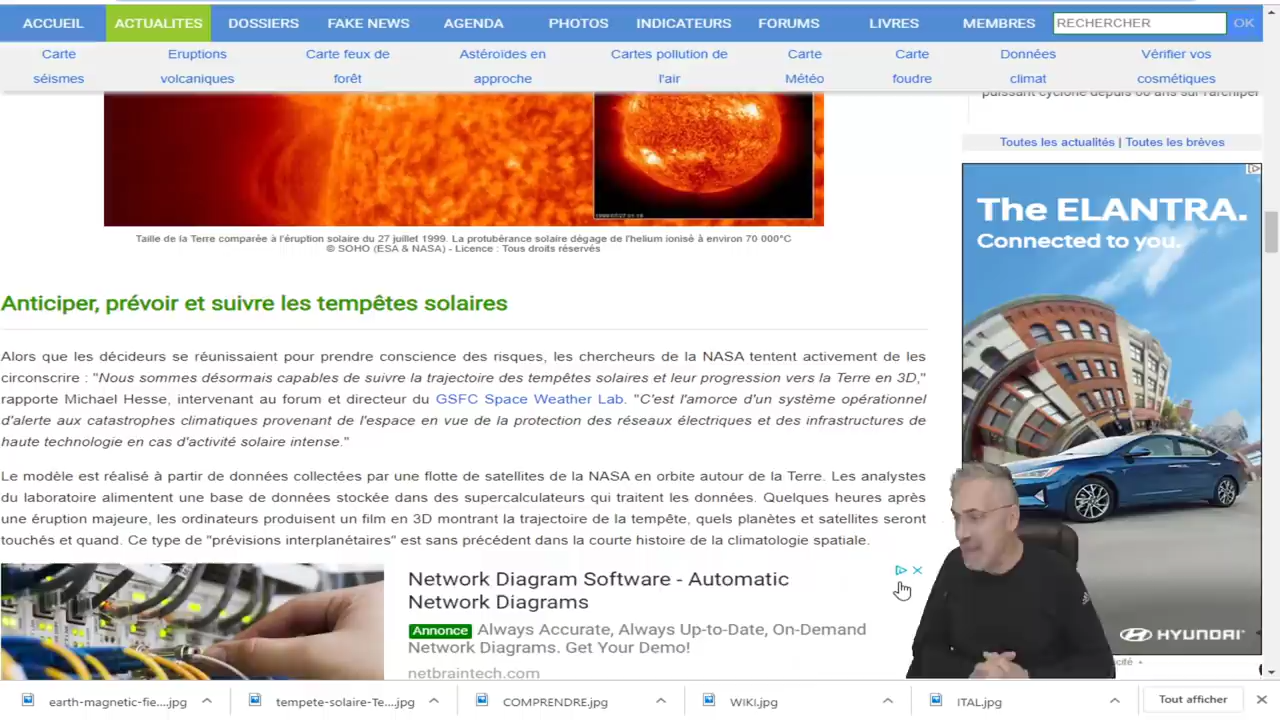 ACCUEIL ACTUALITES DOSSIERS FAKE NEWS AGENDA PHOTOS INDICATEURS FORUMS LIVRES MEMBRES RECHERCHER OK
Carte séismes
Eruptions volcaniques
Carte feux de forêt
Astéroïdes en approche
Cartes pollution de l'air
Carte Météo
Carte foudre
Données climat
Vérifier vos cosmétiques
puissant cyclone depuis 60 ans sur l'archipel
Toutes les actualités | Toutes les brèves
Taille de la Terre comparée à l'éruption solaire du 27 juillet 1999. La protubérance solaire dégage de l'helium ionisé à environ 70 000°C
© SOHO (ESA & NASA) - Licence : Tous droits réservés
Anticiper, prévoir et suivre les tempêtes solaires
Alors que les décideurs se réunissaient pour prendre conscience des risques, les chercheurs de la NASA tentent activement de les
circonscrire : "Nous sommes désormais capables de suivre la trajectoire des tempêtes solaires et leur progression vers la Terre en 3D,"
rapporte Michael Hesse, intervenant au forum et directeur du GSFC Space Weather Lab. "C'est l'amorce d'un système opérationnel
d'alerte aux catastrophes climatiques provenant de l'espace en vue de la protection des réseaux électriques et des infrastructures de
haute technologie en cas d'activité solaire intense."
Le modèle est réalisé à partir de données collectées par une flotte de satellites de la NASA en orbite autour de la Terre. Les analystes
du laboratoire alimentent une base de données stockée dans des supercalculateurs qui traitent les données. Quelques heures après
une éruption majeure, les ordinateurs produisent un film en 3D montrant la trajectoire de la tempête, quels planètes et satellites seront
touchés et quand. Ce type de "prévisions interplanétaires" est sans précédent dans la courte histoire de la climatologie spatiale.
Network Diagram Software - Automatic
Network Diagrams
Annonce Always Accurate, Always Up-to-Date, On-Demand
Network Diagrams. Get Your Demo!
netbraintech.com
The ELANTRA.
Connected to you.
HYUNDAI
earth-magnetic-fie....jpg tempete-solaire-Te....jpg COMPRENDRE.jpg WIKI.jpg ITAL.jpg Tout afficher